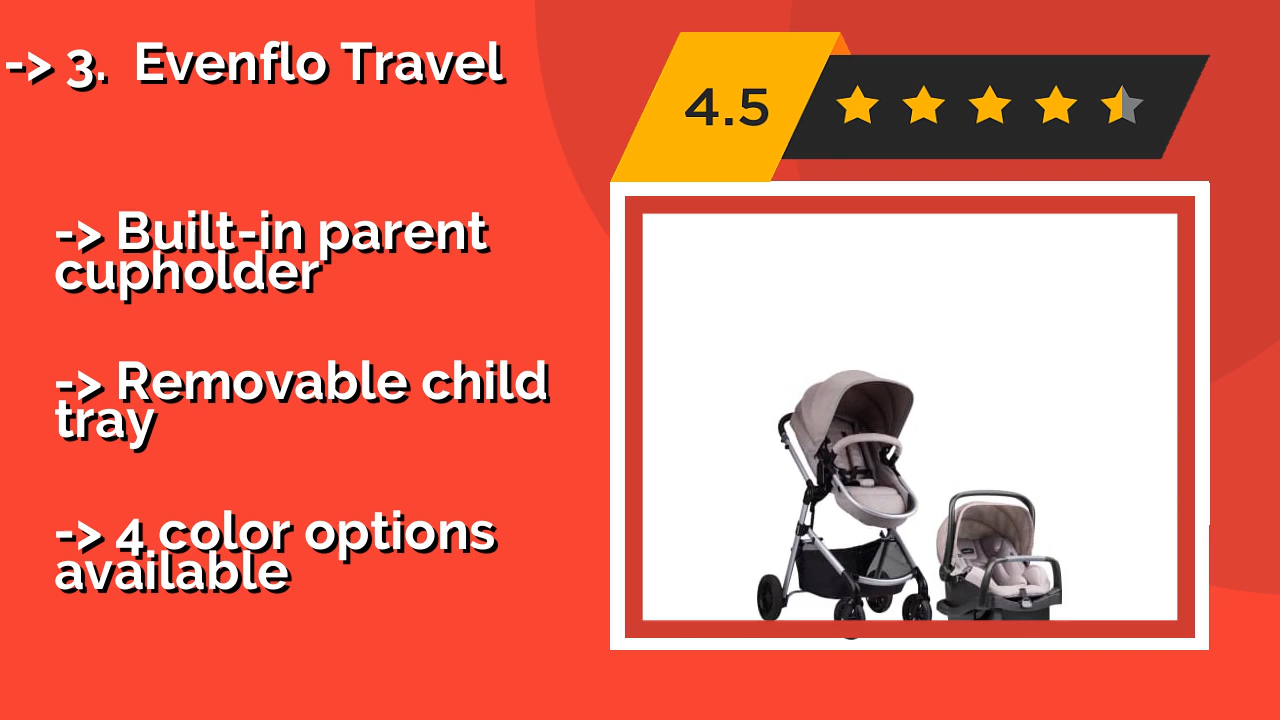 -> 3. Evenflo Travel
4.5
-> Built-in parent
cupholder
-> Removable child
tray
-> 4 color options
available